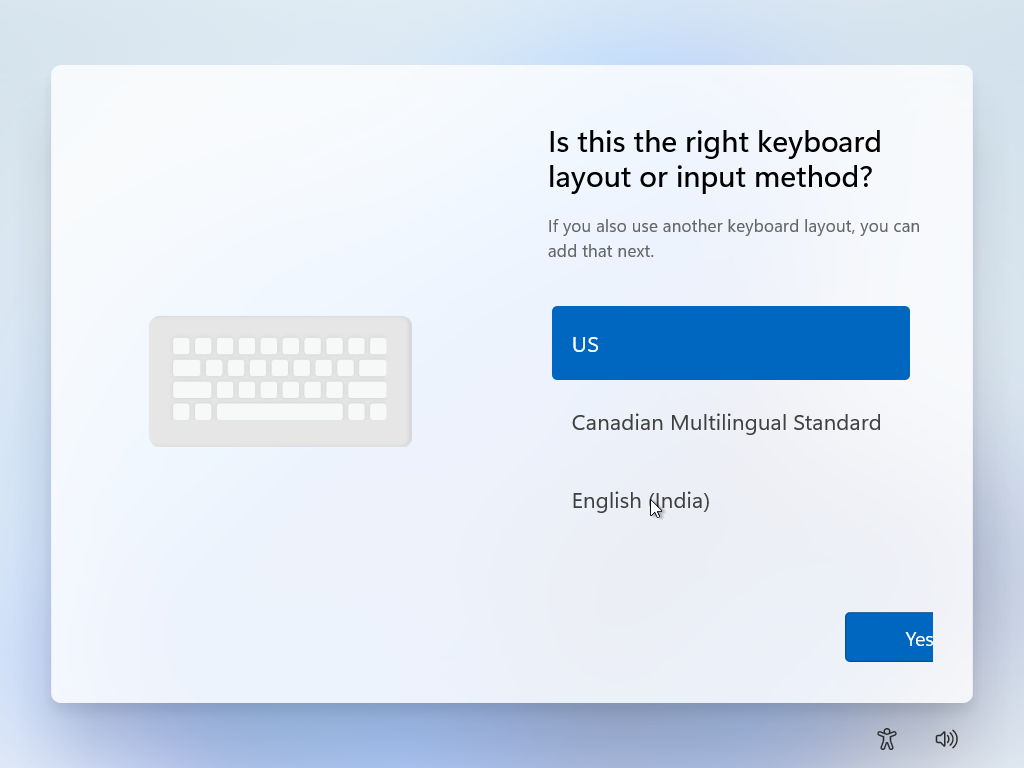 Is this the right keyboard
layout or input method?
If you also use another keyboard layout, you can
add that next.
US
Canadian Multilingual Standard
English (India)
Yes